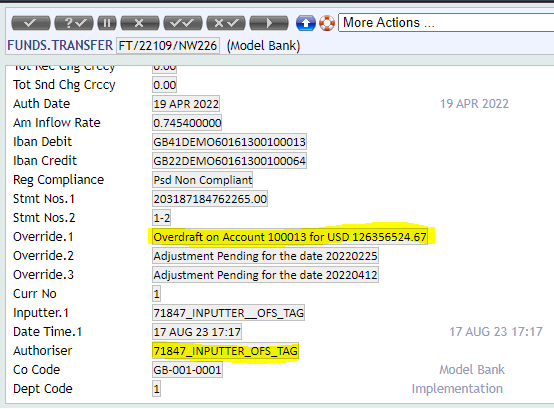 More Actions ...
FUNDS.TRANSFER FT/22109/NW226 (Model Bank)
Tot Rec Chg Crccy 0.00
Tot Snd Chg Crccy 0.00
Auth Date 19 APR 2022 19 APR 2022
Am Inflow Rate 0.745400000
Iban Debit GB41DEMO60161300100013
Iban Credit GB22DEMO60161300100064
Reg Compliance Psd Non Compliant
Stmt Nos.1 203187184762265.00
Stmt Nos.2 1-2
Override.1 Overdraft on Account 100013 for USD 126356524.67
Override.2 Adjustment Pending for the date 20220225
Override.3 Adjustment Pending for the date 20220412
Curr No 1
Inputter.1 71847_INPUTTER__OFS_TAG
Date Time.1 17 AUG 23 17:17 17 AUG 23 17:17
Authoriser 71847_INPUTTER_OFS_TAG
Co Code GB-001-0001 Model Bank
Dept Code 1 Implementation